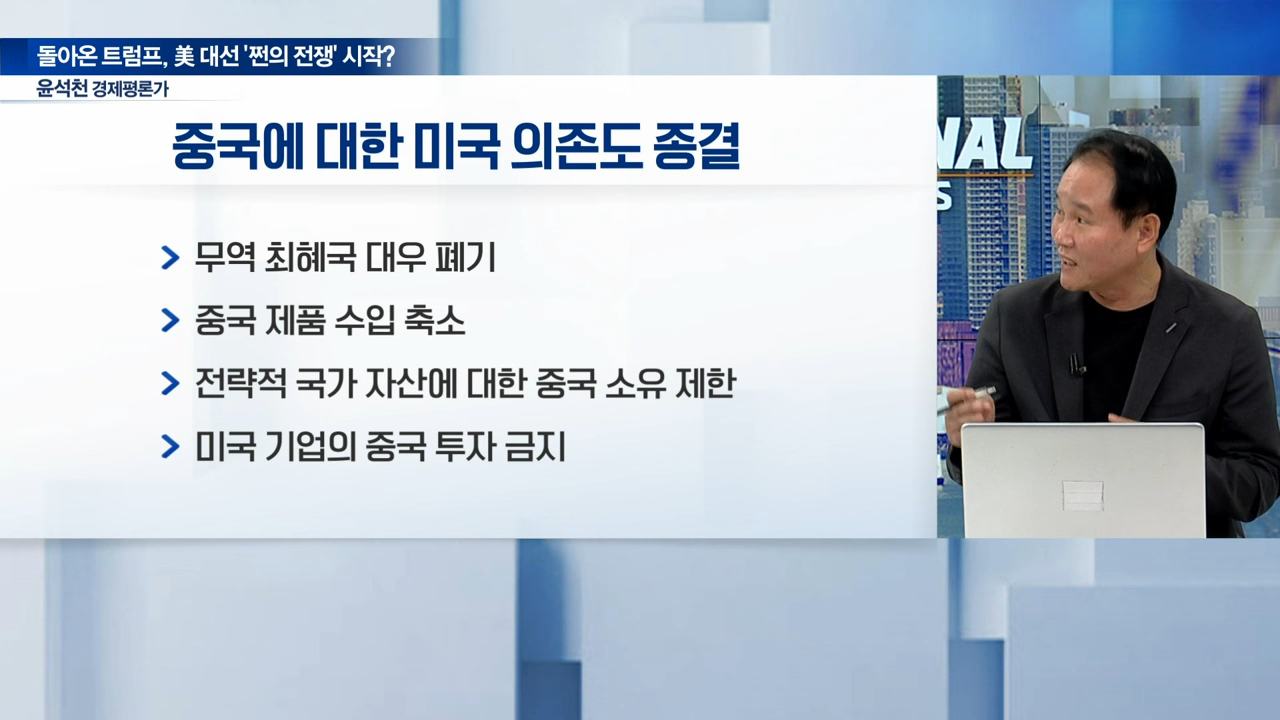 돌아온 트럼프, 美 대선 '쩐의 전쟁' 시작?
윤석천 경제평론가
중국에 대한 미국 의존도 종결
무역 최혜국 대우 폐기
중국 제품 수입 축소
전략적 국가 자산에 대한 중국 소유 제한
미국 기업의 중국 투자 금지
NAL
S